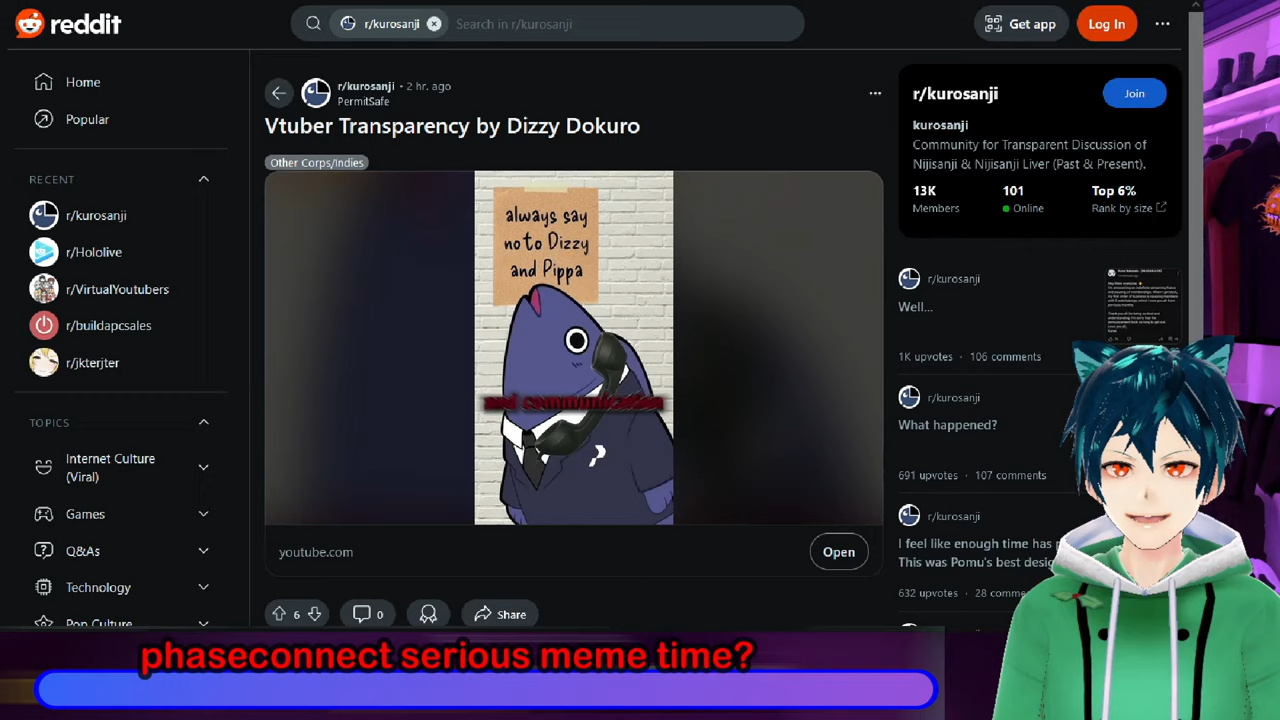 reddit
r/kurosanji
Search in r/kurosanji
Get app
Log In
Home
Popular
RECENT
r/kurosanji
r/Hololive
r/VirtualYoutubers
r/buildapcsales
r/jkterjter
TOPICS
Internet Culture
(Viral)
Games
Q&As
Technology
Pop Culture
r/kurosanji • 2 hr. ago
PermitSafe
Vtuber Transparency by Dizzy Dokuro
Other Corps/Indies
always say
no to Dizzy
and Pippa
and communication
youtube.com
Open
6
0
Share
r/kurosanji
Join
kurosanji
Community for Transparent Discussion of
Nijisanji & Nijisanji Liver (Past & Present).
13K
101
Top 6%
Members
Online
Rank by size
r/kurosanji
Well...
1K upvotes • 106 comments
r/kurosanji
What happened?
691 upvotes • 107 comments
r/kurosanji
I feel like enough time has
This was Pomu's best
632 upvotes • 28
phaseconnect serious meme time?